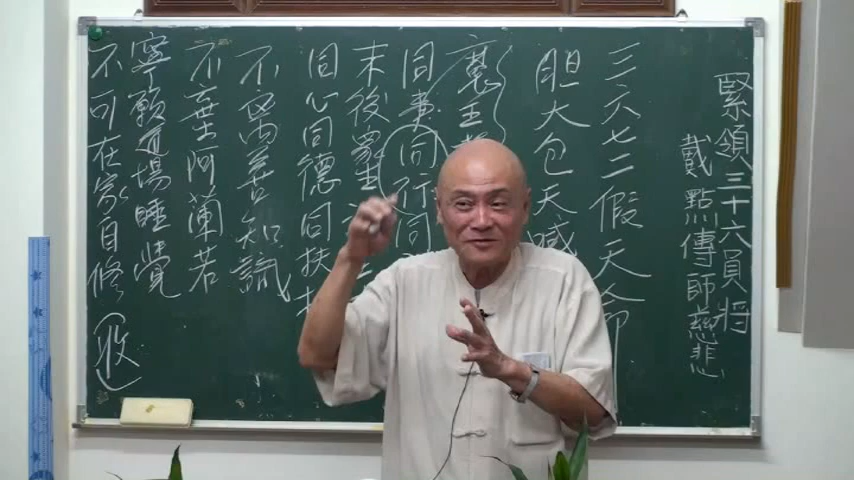 緊領三十六員將
戴點傳師慈悲
三六七二假天命
胆大包天
魔王
同事同行同
末後眾生
同心同德同扶
不离善知識
不棄阿蘭若
寧願道場睡覺
不可在家自修